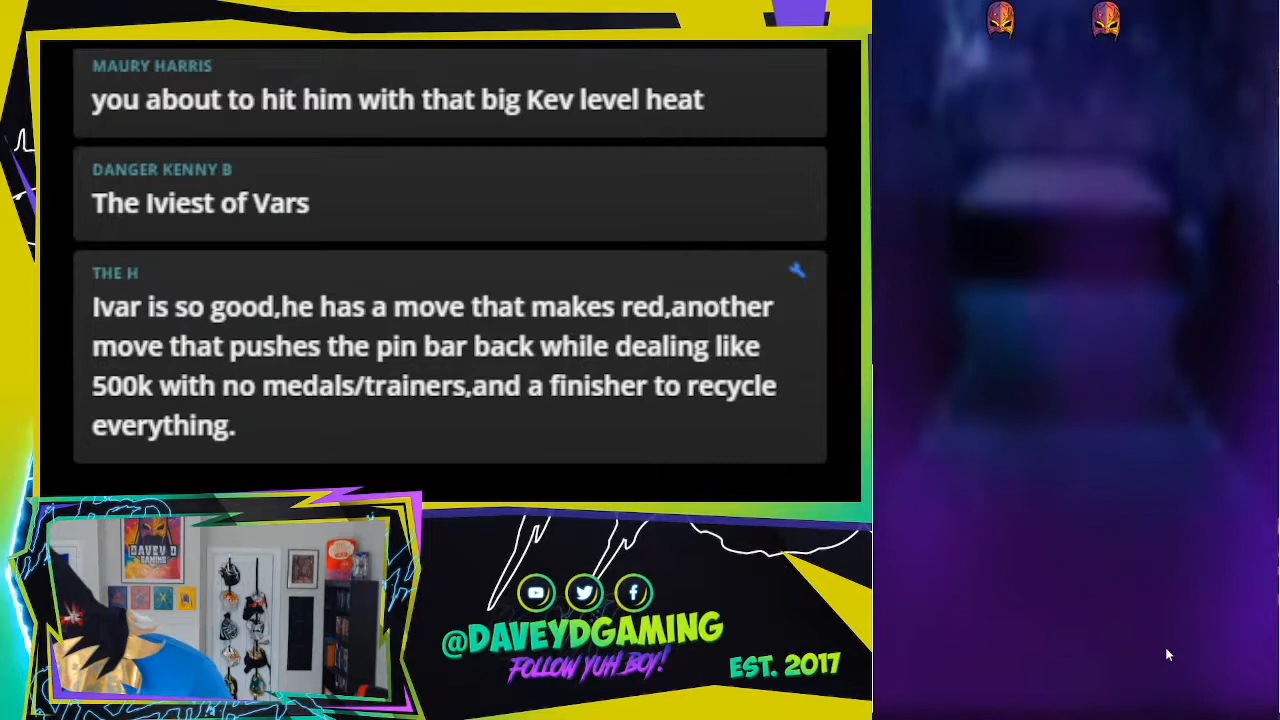 MAURY HARRIS
you about to hit him with that big Kev level heat
DANGER KENNY B
The Iviest of Vars
THE H
Ivar is so good,he has a move that makes red,another
move that pushes the pin bar back while dealing like
500k with no medals/trainers,and a finisher to recycle
everything.
DAVEY D
GAMING
@DAVEYDGAMING
FOLLOW YUH BOY!
EST. 2017